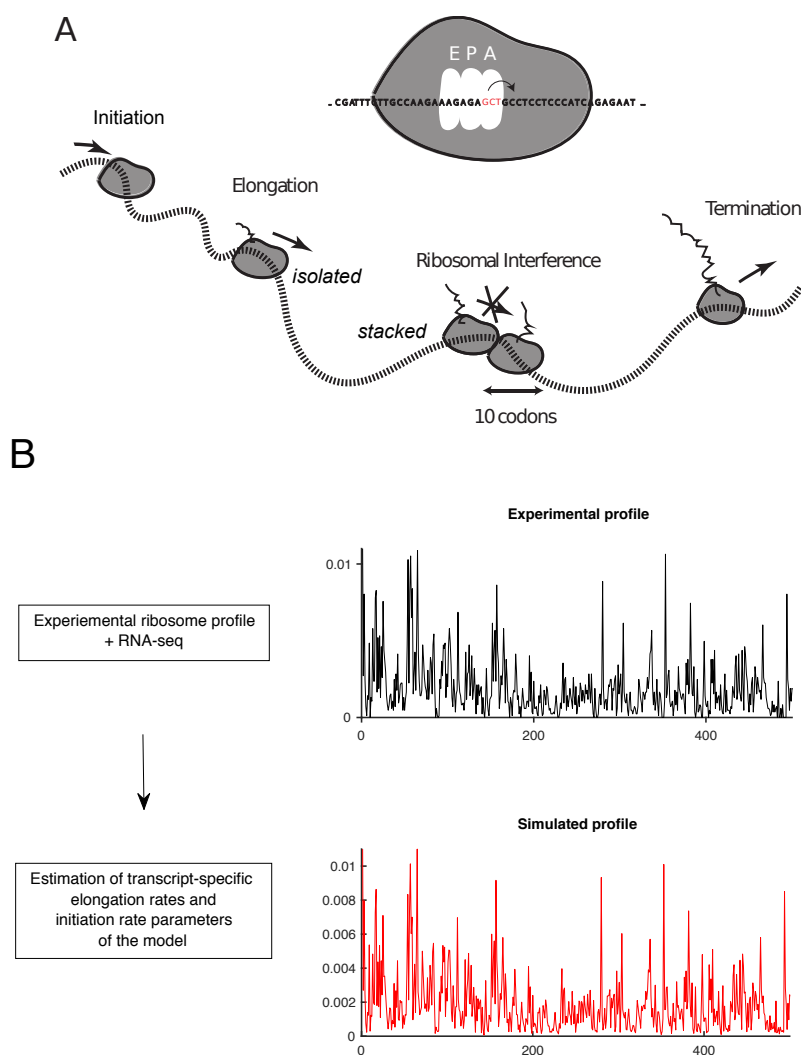 A
E P A
– CGATTTCTTGCCAAGAAAGAGAGCTGCCTCCTCCCATCAGAGAAT –
Initiation
Elongation
isolated
Ribosomal Interference
stacked
10 codons
Termination
B
Experiemental ribosome profile
+ RNA-seq
Experimental profile
0.01
0
0 200 400
Estimation of transcript-specific
elongation rates and
initiation rate parameters
of the model
Simulated profile
0.01
0.008
0.006
0.004
0.002
0
0 200 400